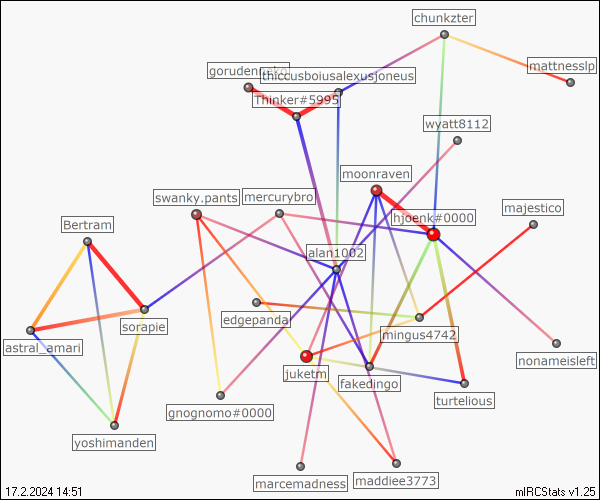 chunkzter
mattnesslp
thiccusboiusalexusjoneus
Thinker#5995
wyatt8112
moonraven
swanky.pants
mercurybro
majestico
hjoenk#0000
Bertram
alan1002
edgepanda
sorapie
mingus4742
astral_amari
nonameisleft
juketm
fakedingo
turtelious
gnognomo#0000
yoshimanden
marcemadness
maddiee3773
17.2.2024 14:51
mIRCStats v1.25